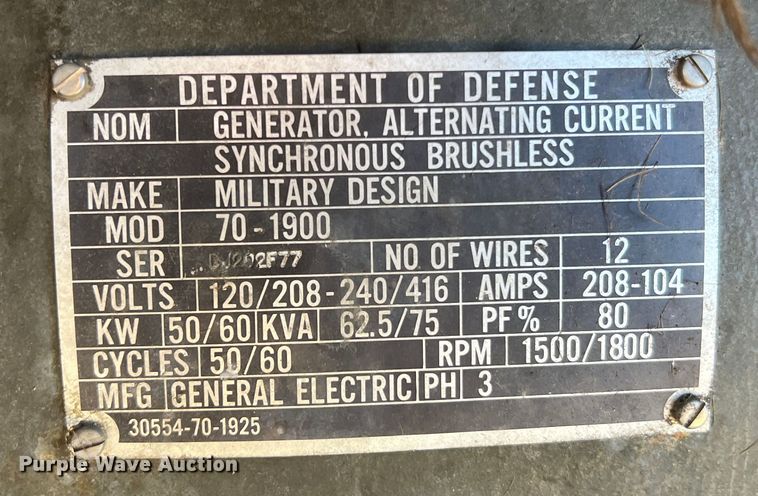 DEPARTMENT OF DEFENSE
NOM GENERATOR, ALTERNATING CURRENT
SYNCHRONOUS BRUSHLESS
MAKE MILITARY DESIGN
MOD 70-1900
SER NO OF WIRES 12
VOLTS 120/208-240/416 AMPS 208-104
KW 50/60 KVA 62.5/75 PF% 80
CYCLES 50/60 RPM 1500/1800
MFG GENERAL ELECTRIC PH 3
30554-70-1925
Purple Wave Auction